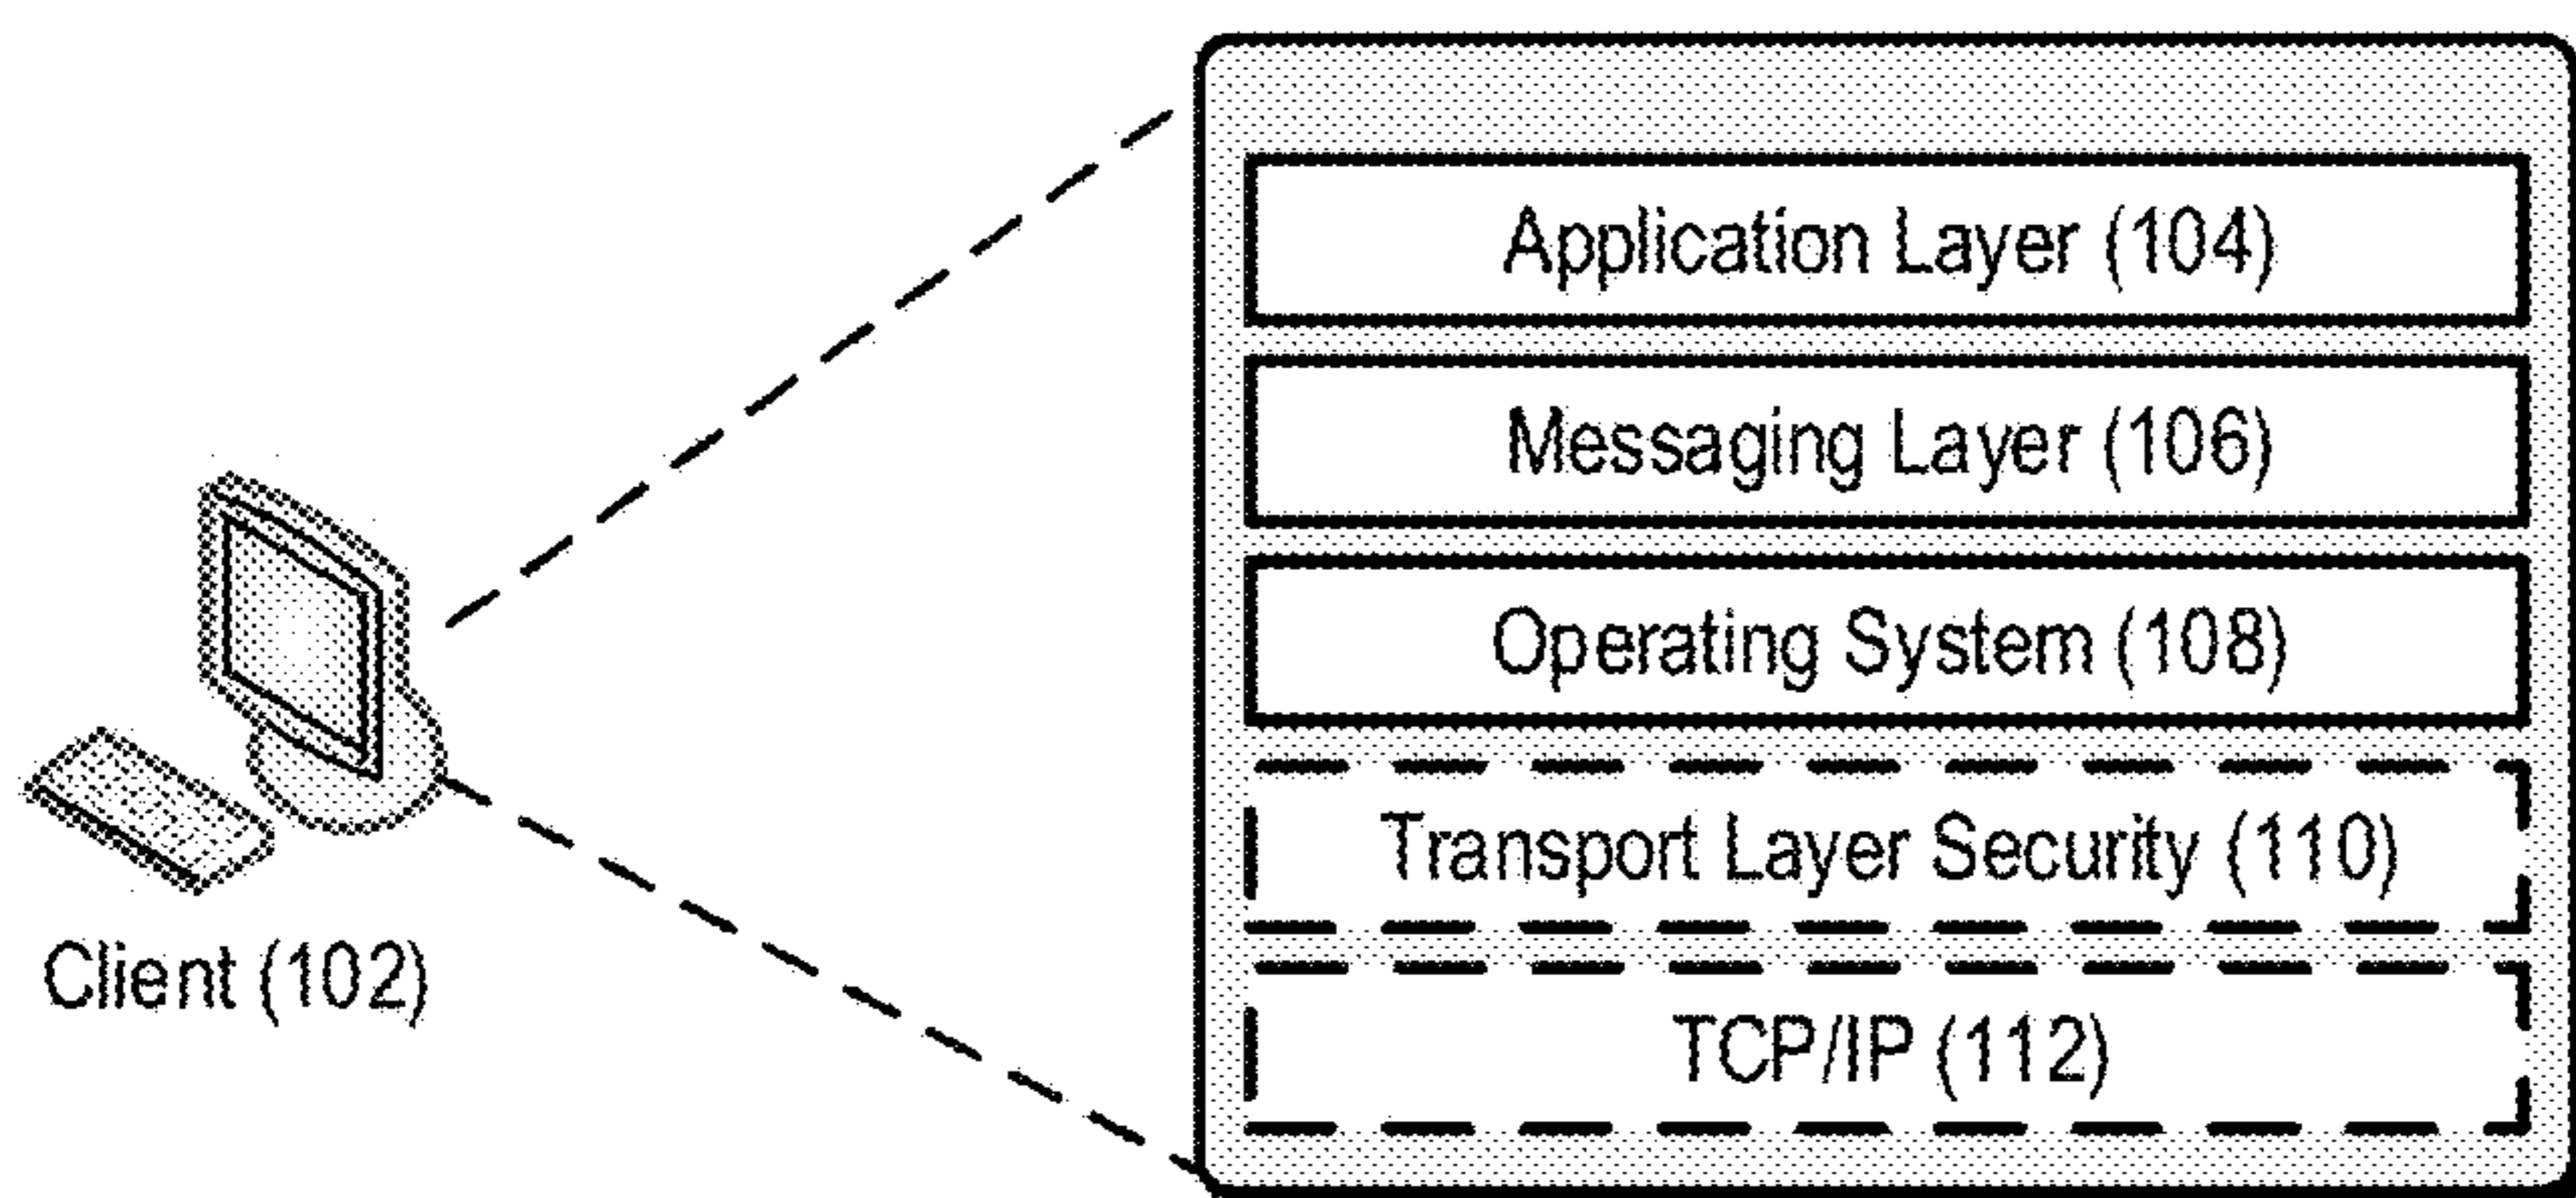 Application Layer (104)
Messaging Layer (106)
Operating System (108)
Transport Layer Security (110)
TCP/IP (112)
Client (102)